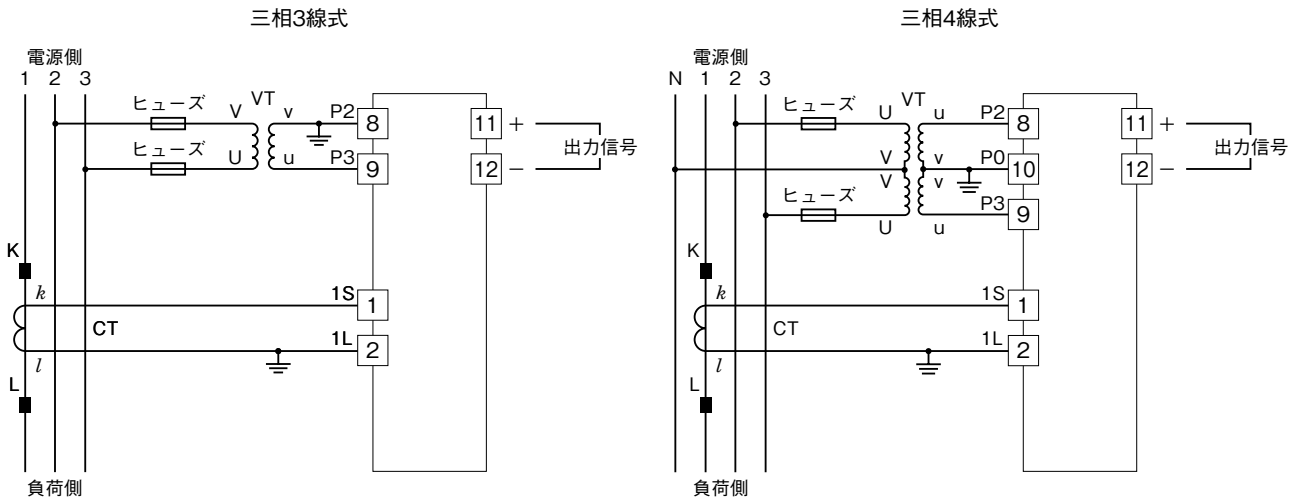 三相3線式
電源側
1 2 3
ヒューズ V VT v P2 8 11 +
ヒューズ 出力信号
U u P3 9 12 −
K
k 1S 1
CT
l 1L 2
L
負荷側
三相4線式
電源側
N 1 2 3
ヒューズ U VT u P2 8 11 +
出力信号
V v P0 10 12 −
V v
ヒューズ P3 9
U u
K
k 1S 1
CT
l 1L 2
L
負荷側